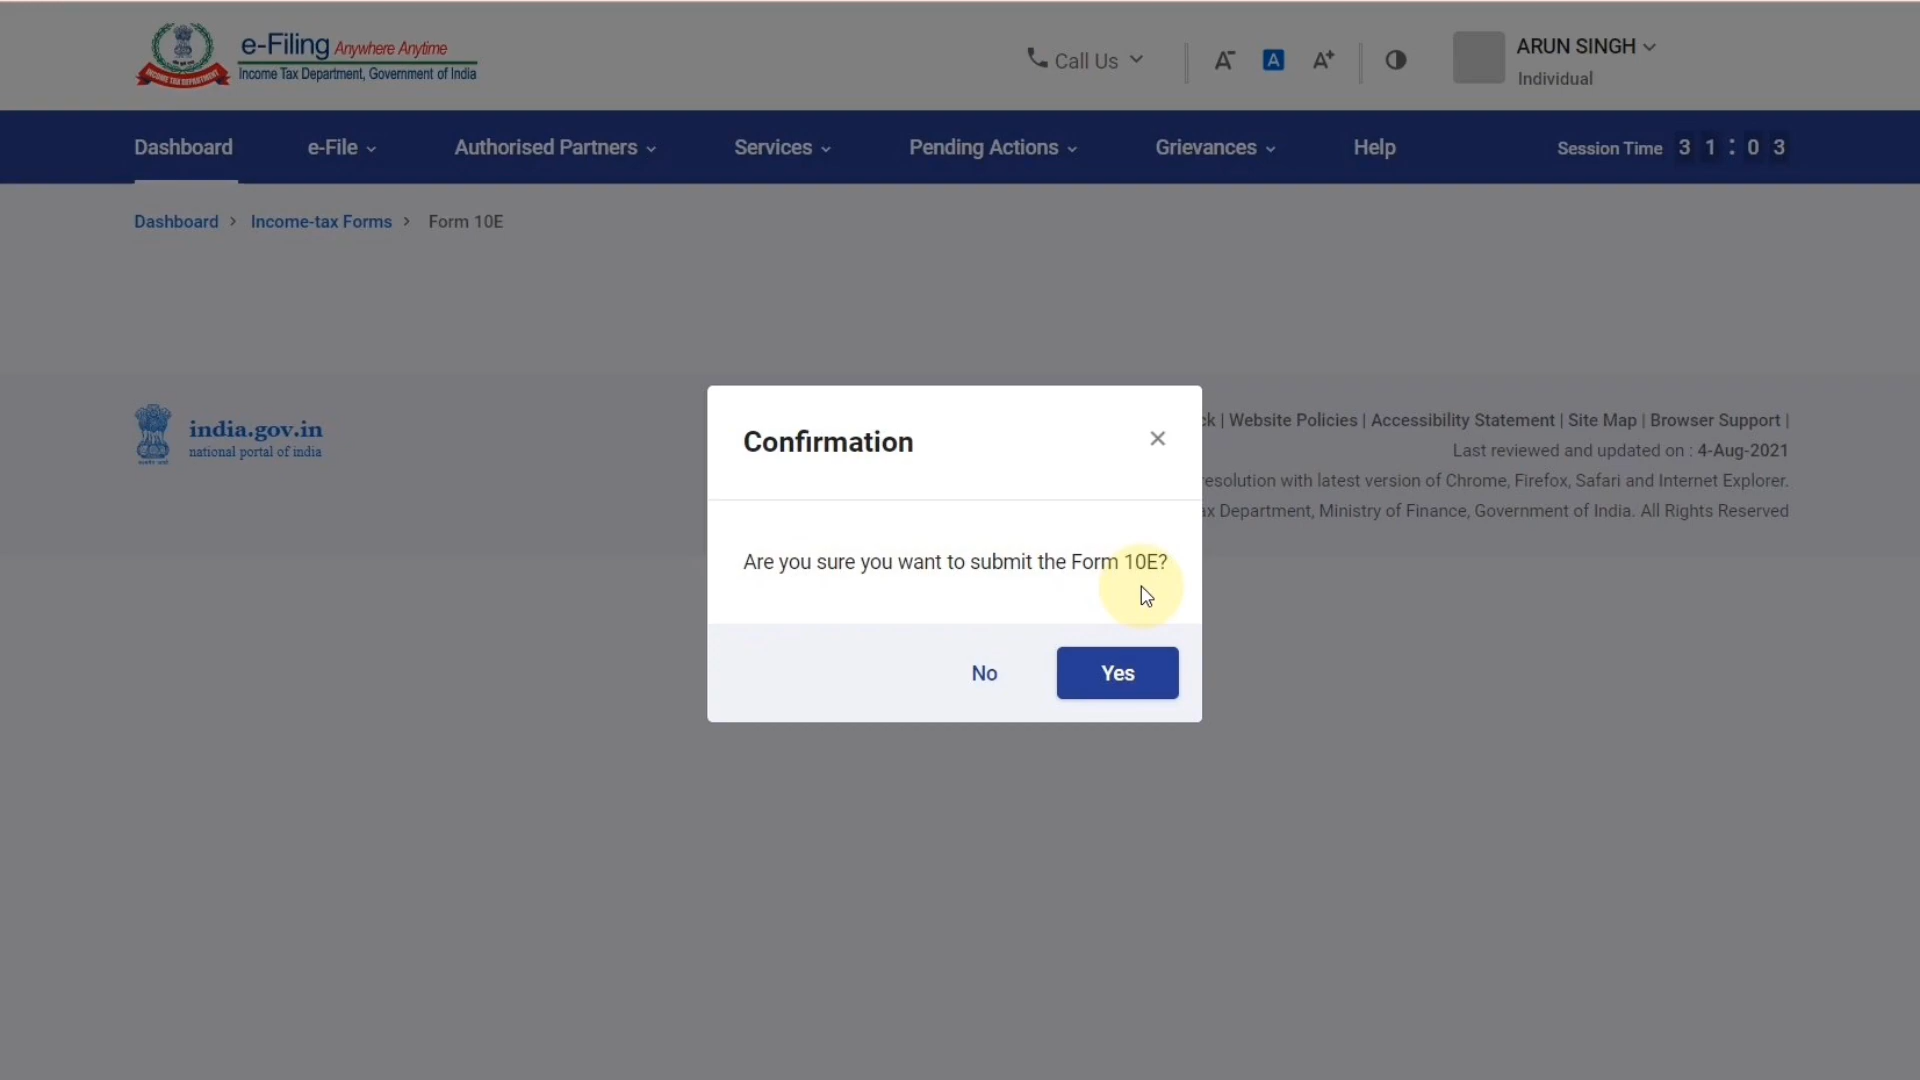 e-Filing Anywhere Anytime
Income Tax Department, Government of India
INCOME TAX DEPARTMENT
Call Us
A-
A
A+
ARUN SINGH
Individual
Dashboard e-File Authorised Partners Services Pending Actions Grievances Help Session Time 3 1 : 0 3
Dashboard > Income-tax Forms > Form 10E
india.gov.in
national portal of india
Confirmation ×
Are you sure you want to submit the Form 10E?
No Yes
| Website Policies | Accessibility Statement | Site Map | Browser Support |
Last reviewed and updated on : 4-Aug-2021
with latest version of Chrome, Firefox, Safari and Internet Explorer.
Department, Ministry of Finance, Government of India. All Rights Reserved